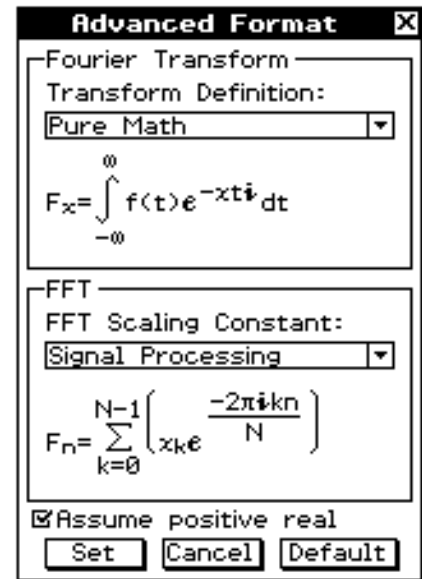 Advanced Format X
Fourier Transform
Transform Definition:
Pure Math
∞
Fx=∫f(t)e^-xti dt
-∞
FFT
FFT Scaling Constant:
Signal Processing
N-1
Fn=Σ(xke^(-2πikn/N))
k=0
Assume positive real
Set Cancel Default